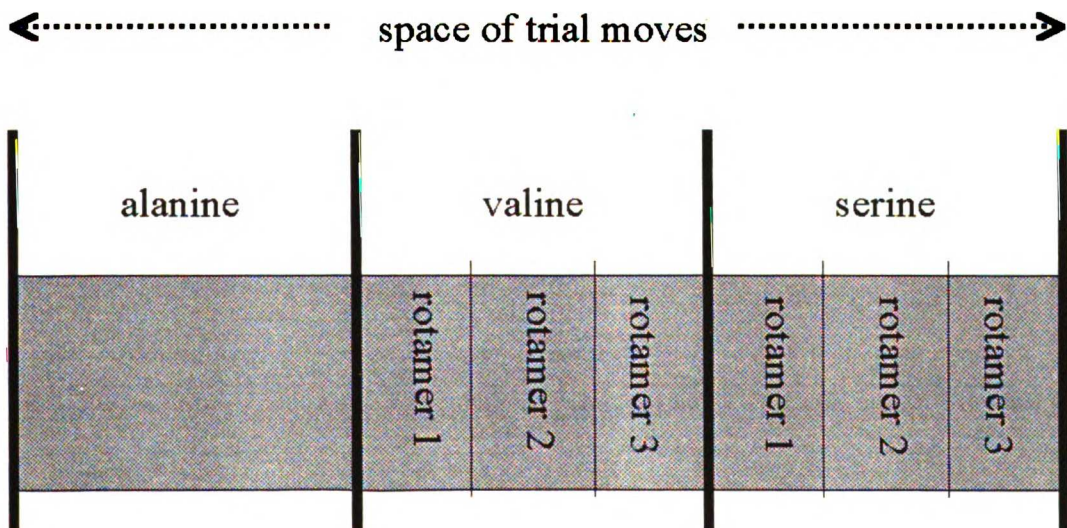 space of trial moves
alanine
valine
serine
rotamer 1
rotamer 2
rotamer 3
rotamer 1
rotamer 2
rotamer 3